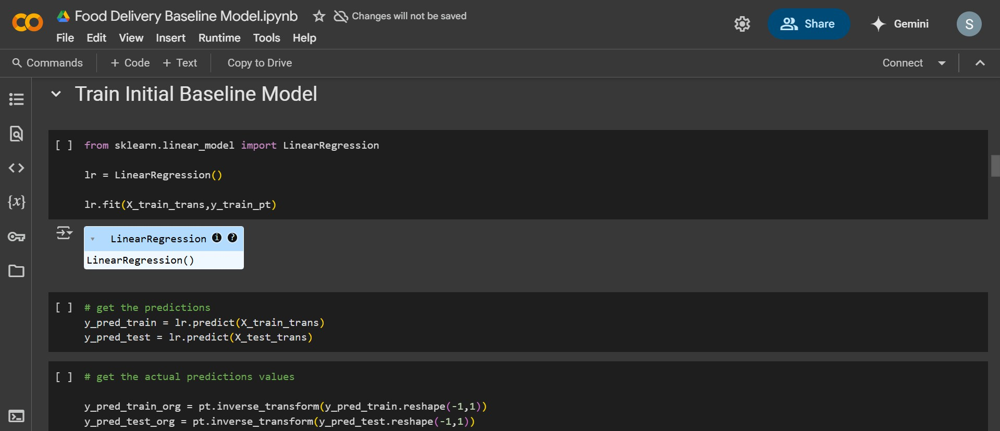 Food Delivery Baseline Model.ipynb
Changes will not be saved
Share
Gemini
S
File Edit View Insert Runtime Tools Help
Commands + Code + Text Copy to Drive
Connect
Train Initial Baseline Model
[ ] from sklearn.linear_model import LinearRegression
lr = LinearRegression()
lr.fit(X_train_trans,y_train_pt)
LinearRegression i ?
LinearRegression()
[ ] # get the predictions
y_pred_train = lr.predict(X_train_trans)
y_pred_test = lr.predict(X_test_trans)
[ ] # get the actual predictions values
y_pred_train_org = pt.inverse_transform(y_pred_train.reshape(-1,1))
y_pred_test_org = pt.inverse_transform(y_pred_test.reshape(-1,1))